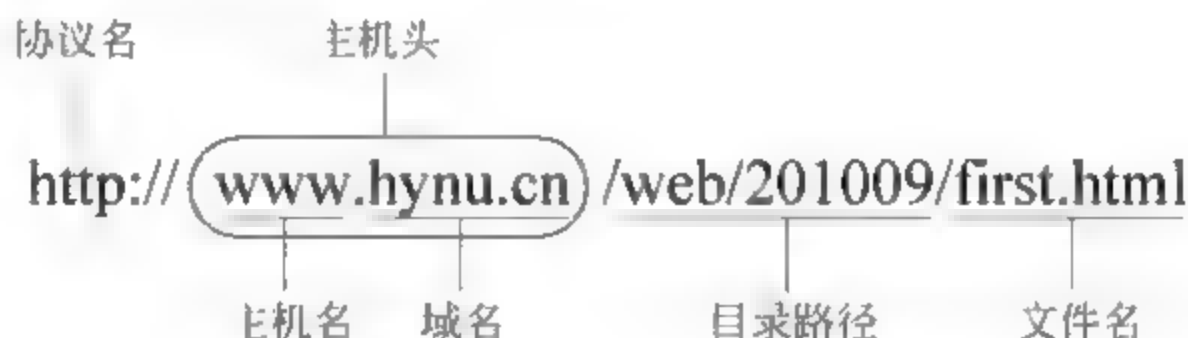 协议名 主机头
http:// www.hynu.cn /web/201009/first.html
主机名 域名 目录路径 文件名